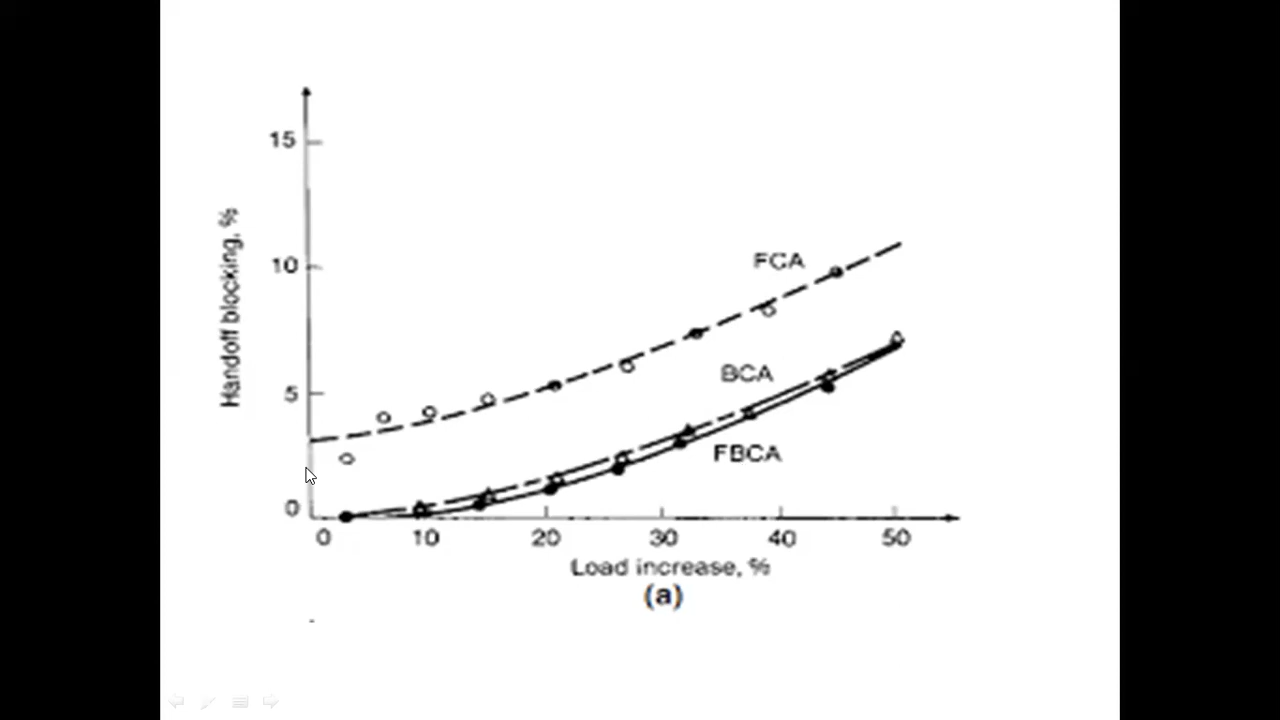 15
10
5
0
Handoff blocking, %
FCA
BCA
FBCA
0 10 20 30 40 50
Load increase, %
(a)